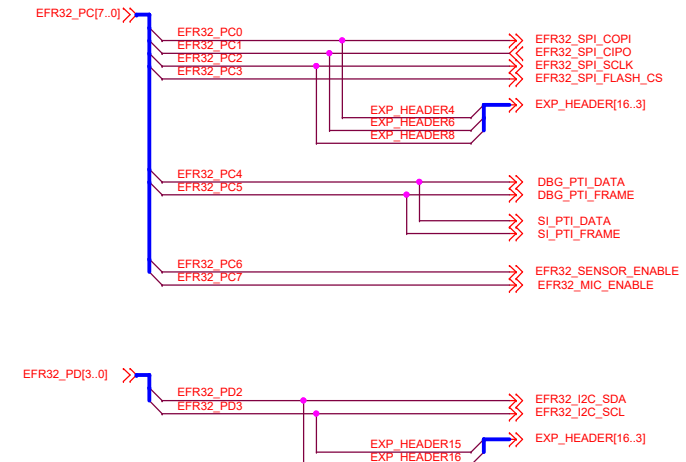 EFR32_PC[7..0]
EFR32_PC0 EFR32_SPI_COPI
EFR32_PC1 EFR32_SPI_CIPO
EFR32_PC2 EFR32_SPI_SCLK
EFR32_PC3 EFR32_SPI_FLASH_CS
EXP_HEADER4 EXP_HEADER[16..3]
EXP_HEADER6
EXP_HEADER8
EFR32_PC4 DBG_PTI_DATA
EFR32_PC5 DBG_PTI_FRAME
SI_PTI_DATA
SI_PTI_FRAME
EFR32_PC6 EFR32_SENSOR_ENABLE
EFR32_PC7 EFR32_MIC_ENABLE
EFR32_PD[3..0]
EFR32_PD2 EFR32_I2C_SDA
EFR32_PD3 EFR32_I2C_SCL
EXP_HEADER15 EXP_HEADER[16..3]
EXP_HEADER16